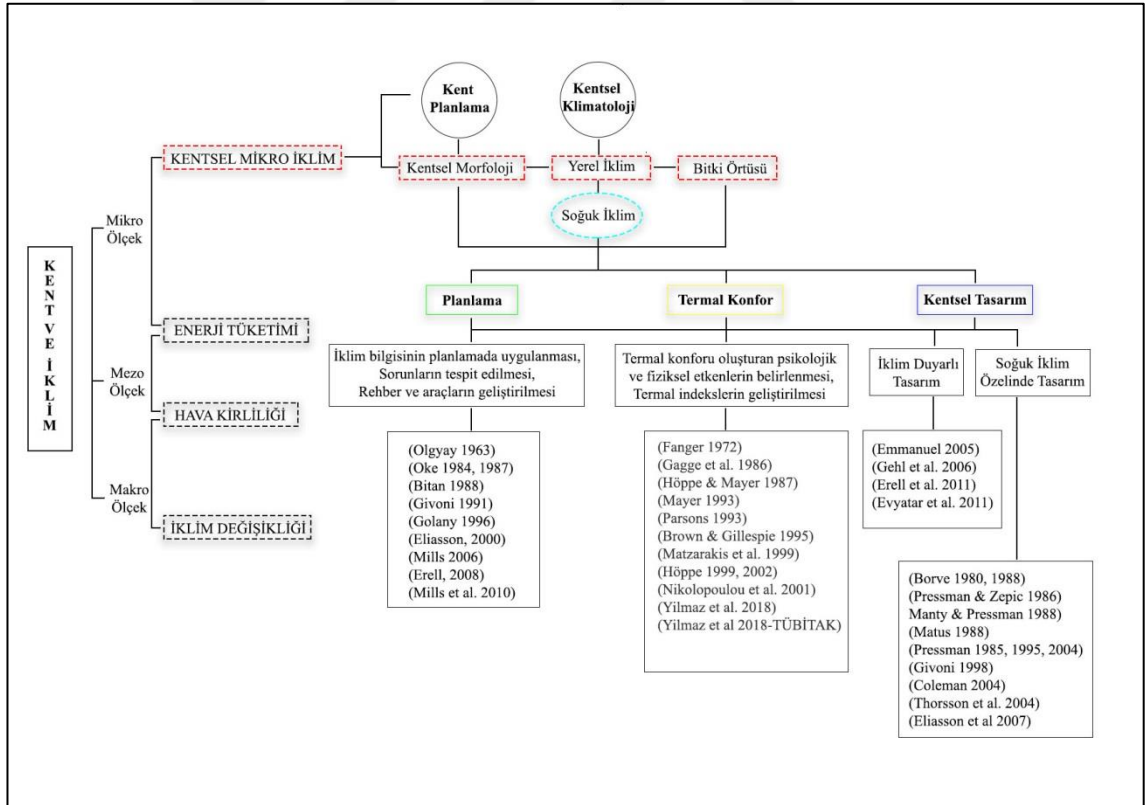 Kent
Planlama
Kentsel
Klimatoloji
KENTSEL MİKRO İKLİM
Kentsel Morfoloji
Yerel İklim
Bitki Örtüsü
Soğuk İklim
Mikro
Ölçek
KENT VE İKLİM
Planlama
Termal Konfor
Kentsel Tasarım
ENERJİ TÜKETİMİ
Mezo
Ölçek
HAVA KİRLİLİĞİ
Makro
Ölçek
İKLİM DEĞİŞİKLİĞİ
İklim bilgisinin planlamada uygulanması,
Sorunların tespit edilmesi,
Rehber ve araçların geliştirilmesi
Termal konforu oluşturan psikolojik
ve fiziksel etkenlerin belirlenmesi,
Termal indekslerin geliştirilmesi
İklim Duyarlı
Tasarım
Soğuk İklim
Özelinde Tasarım
(Olgyay 1963)
(Oke 1984, 1987)
(Bitan 1988)
(Givoni 1991)
(Golany 1996)
(Eliasson, 2000)
(Mills 2006)
(Erell, 2008)
(Mills et al. 2010)
(Fanger 1972)
(Gagge et al. 1986)
(Höppe & Mayer 1987)
(Mayer 1993)
(Parsons 1993)
(Brown & Gillespie 1995)
(Matzarakis et al. 1999)
(Höppe 1999, 2002)
(Nikolopoulou et al. 2001)
(Yilmaz et al. 2018)
(Yilmaz et al 2018-TÜBİTAK)
(Emmanuel 2005)
(Gehl et al. 2006)
(Erell et al. 2011)
(Evyatar et al. 2011)
(Borve 1980, 1988)
(Pressman & Zepic 1986)
Manty & Pressman 1988)
(Matus 1988)
(Pressman 1985, 1995, 2004)
(Givoni 1998)
(Coleman 2004)
(Thorsson et al. 2004)
(Eliasson et al 2007)